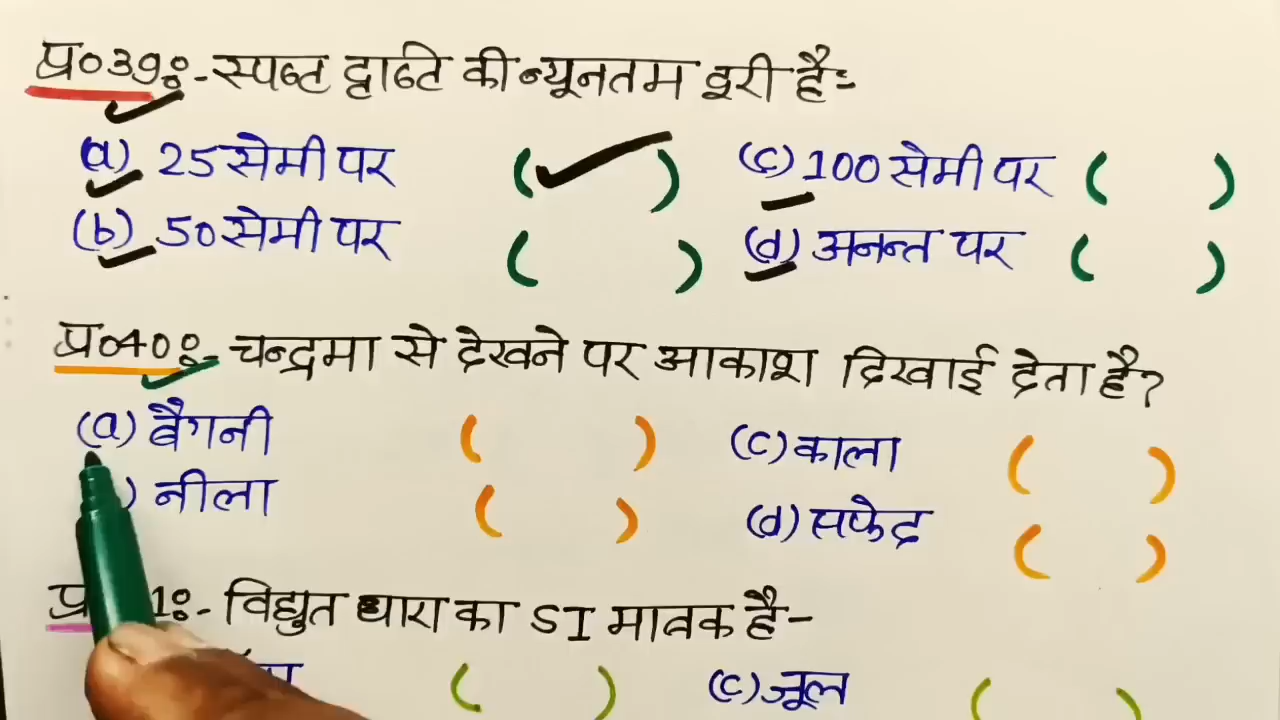 प्र०39ः- स्पष्ट दृष्टि की न्यूनतम दूरी हैः-
(a) 25 सेमी पर ( ) (c) 100 सेमी पर ( )
(b) 50 सेमी पर ( ) (d) अनन्त पर ( )
प्र०40ः- चन्द्रमा से देखने पर आकाश दिखाई देता है?
(a) बैगनी ( ) (c) काला ( )
) नीला ( ) (d) सफेद ( )
1ः- विद्युत धारा का SI मात्रक है-
( ) (c) जूल ( )